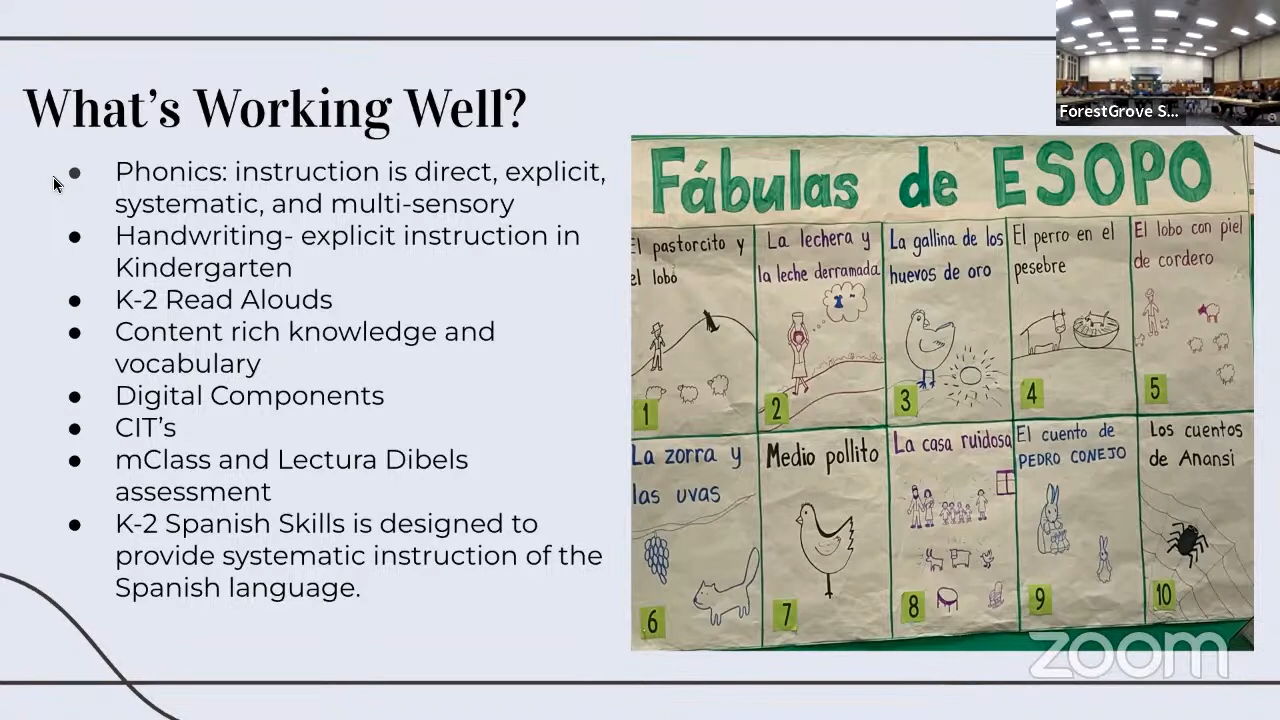 What's Working Well?
● Phonics: instruction is direct, explicit,
systematic, and multi-sensory
● Handwriting- explicit instruction in
Kindergarten
● K-2 Read Alouds
● Content rich knowledge and
vocabulary
● Digital Components
● CIT's
● mClass and Lectura Dibels
assessment
● K-2 Spanish Skills is designed to
provide systematic instruction of the
Spanish language.
ForestGrove S...
Fábulas de ESOPO
El pastorcito y
el lobo
1
La lechera y
la leche derramada
2
La gallina de los
huevos de oro
3
El perro en el
pesebre
4
El lobo con piel
de cordero
5
La zorra y
las uvas
6
Medio pollito
7
La casa ruidosa
8
El cuento de
PEDRO CONEJO
9
Los cuentos
de Anansi
10
zoom